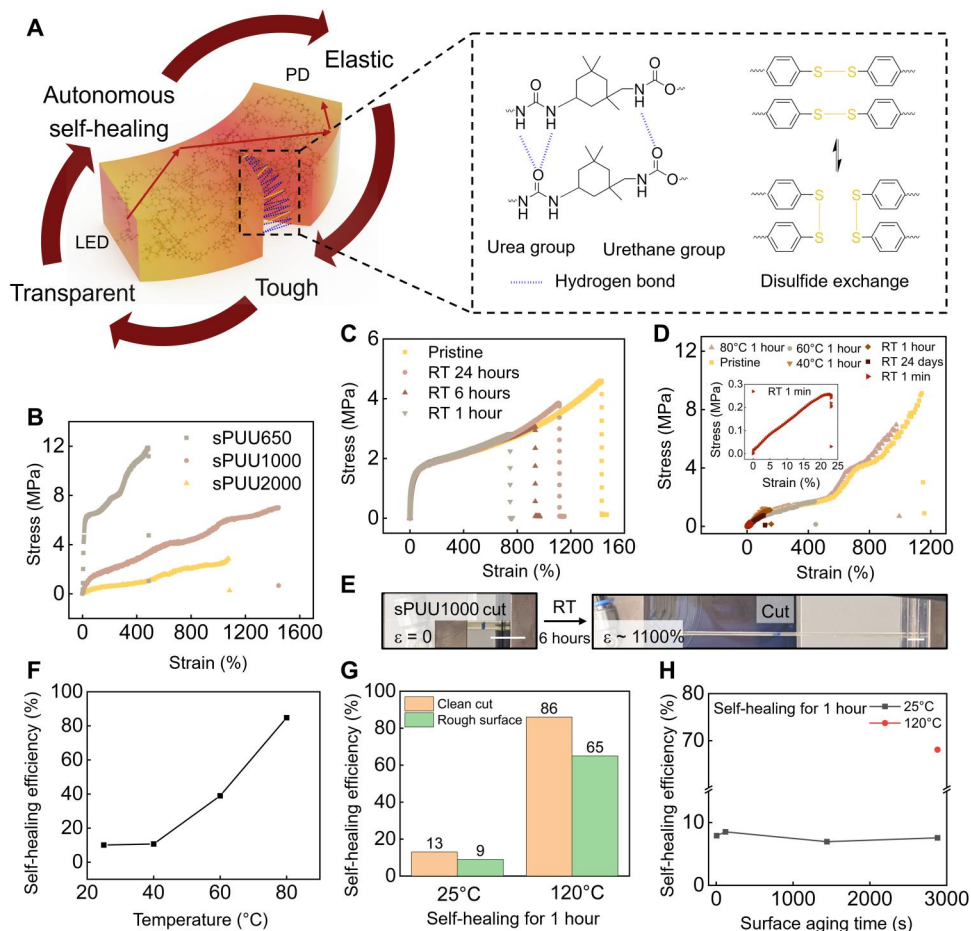 A
Elastic
PD
Autonomous
self-healing
LED
Transparent
Tough
Urea group
Urethane group
Hydrogen bond
Disulfide exchange
O
N
H
N
H
N
H
O
O
O
N
H
N
H
N
H
O
O
S
S
S
S
S
S
S
S
B
sPUU650
sPUU1000
sPUU2000
Stress (MPa)
12
8
4
0
0
400
800
1200
1600
Strain (%)
C
Pristine
RT 24 hours
RT 6 hours
RT 1 hour
Stress (MPa)
6
4
2
0
0
400
800
1200
1600
Strain (%)
D
80°C 1 hour
60°C 1 hour
RT 1 hour
Pristine
40°C 1 hour
RT 24 days
RT 1 min
Stress (MPa)
12
8
4
0
0
400
800
1200
Strain (%)
RT 1 min
Stress (MPa)
0.3
0.2
0.1
0.0
0
5
10
15
20
25
Strain (%)
E
sPUU1000 cut
ε = 0
RT
6 hours
Cut
ε ~ 1100%
F
Self-healing efficiency (%)
100
80
60
40
20
0
20
40
60
80
Temperature (°C)
G
Self-healing efficiency (%)
100
80
60
40
20
0
Clean cut
Rough surface
13
9
86
65
25°C
120°C
Self-healing for 1 hour
H
Self-healing efficiency (%)
80
70
10
0
Self-healing for 1 hour
25°C
120°C
0
1000
2000
3000
Surface aging time (s)